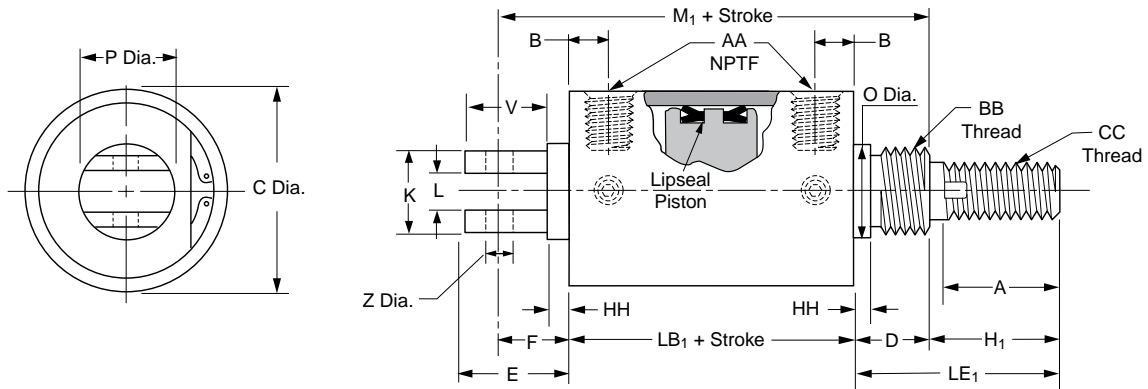 M₁ + Stroke
P Dia.
B
AA
NPTF
B
V
O Dia.
BB
Thread
CC
Thread
C Dia.
K
L
Lipseal
Piston
Z Dia.
HH
HH
A
F
LB₁ + Stroke
D
H₁
E
LE₁